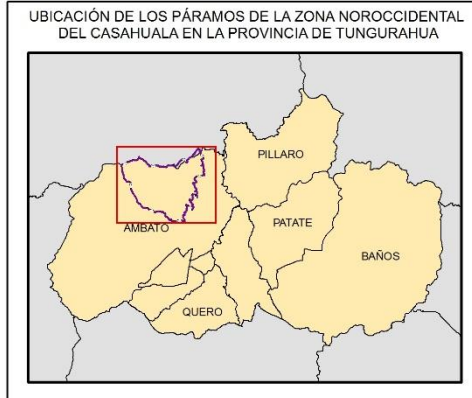 UBICACIÓN DE LOS PÁRAMOS DE LA ZONA NOROCCIDENTAL
DEL CASAHUALA EN LA PROVINCIA DE TUNGURAHUA
PILLARO
AMBATO
PATATE
BAÑOS
QUERO